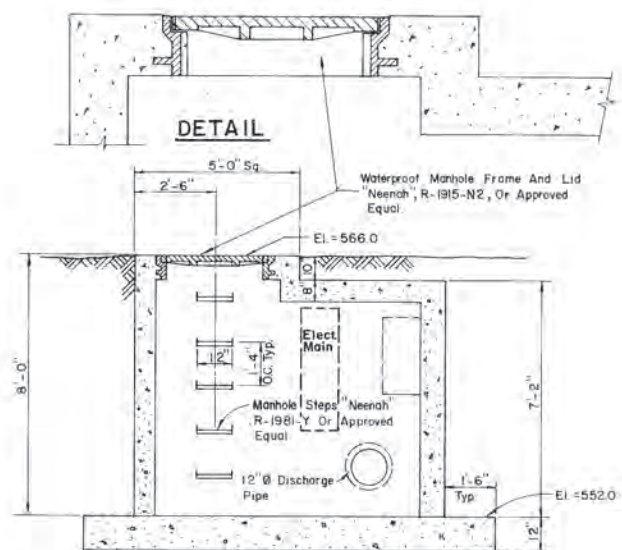 DETAIL
5'-0" Sq.
2'-6"
Waterproof Manhole Frame And Lid
"Neenah", R-1915-N2, Or Approved
Equal.
El. = 566.0
10"
8"
8'-0"
Elect.
Main
12"
1'-4"
O.C. Typ.
7'-2"
Manhole Steps "Neenah"
R-1981-Y Or Approved
Equal
12"Ø Discharge
Pipe
1'-6"
Typ.
El. = 552.0
12"